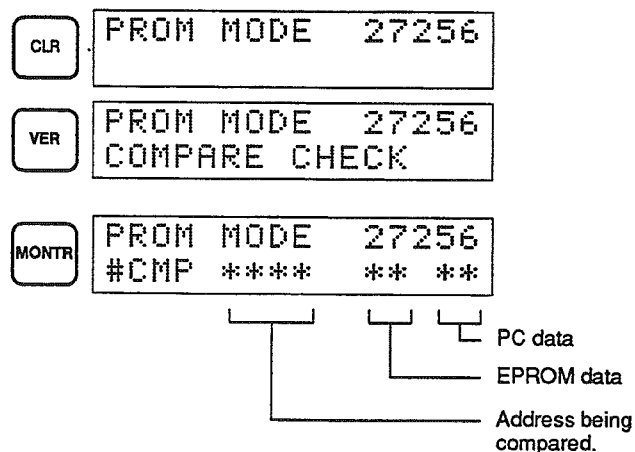 CLR
PROM MODE 27256
VER
PROM MODE 27256
COMPARE CHECK
MONTR
PROM MODE 27256
#CMP **** ** **
PC data
EPROM data
Address being
compared.